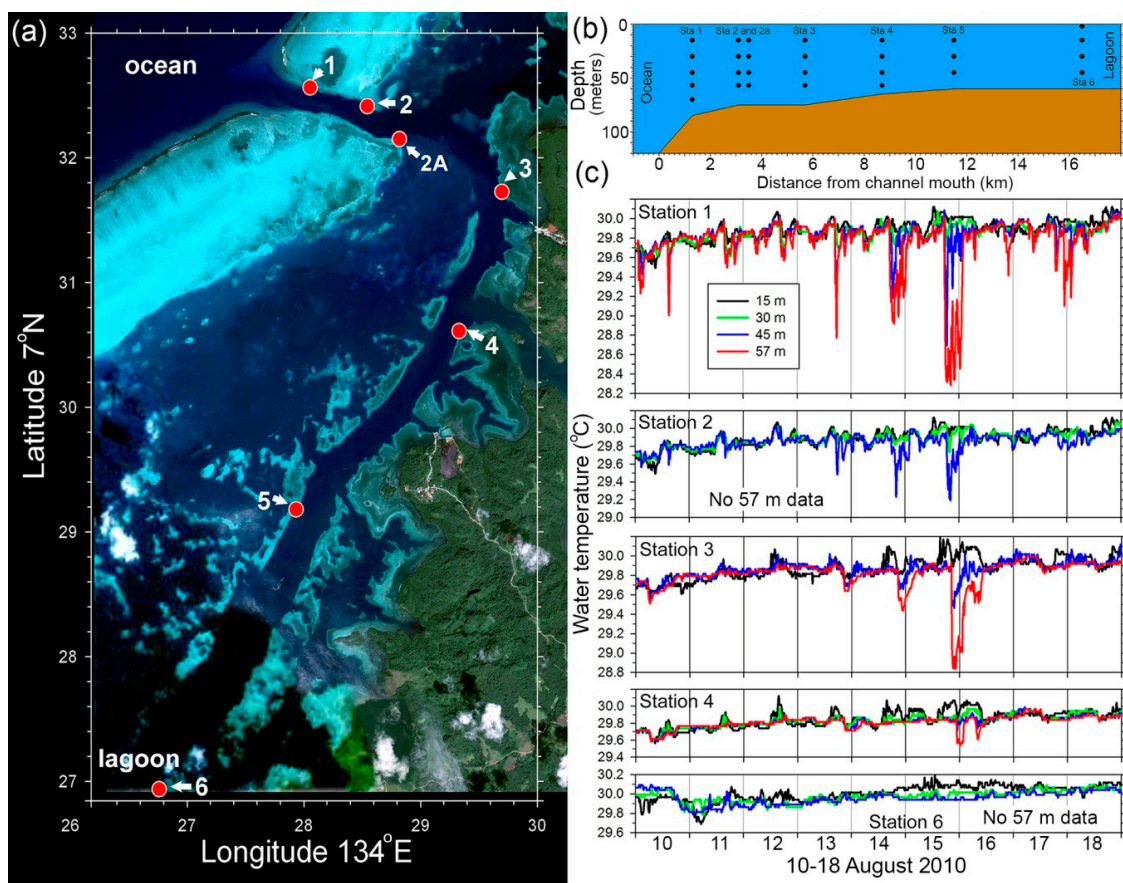 (a)
33
ocean
1
2
2A
3
32
31
4
30
5
29
28
lagoon
6
27
Latitude 7°N
26
27
28
29
30
Longitude 134°E
(b)
0
50
100
Depth
(meters)
Ocean
Sta 1
Sta 2 and 2a
Sta 3
Sta 4
Sta 5
Sta 6
Lagoon
0
2
4
6
8
10
12
14
16
Distance from channel mouth (km)
(c)
Station 1
30.0
29.8
29.6
29.4
29.2
29.0
28.8
28.6
28.4
28.2
15 m
30 m
45 m
57 m
Station 2
30.0
29.8
29.6
29.4
29.2
29.0
No 57 m data
Station 3
30.0
29.8
29.6
29.4
29.2
29.0
28.8
Station 4
30.0
29.8
29.6
29.4
30.2
30.0
29.8
29.6
Station 6
No 57 m data
Water temperature (°C)
10
11
12
13
14
15
16
17
18
10-18 August 2010